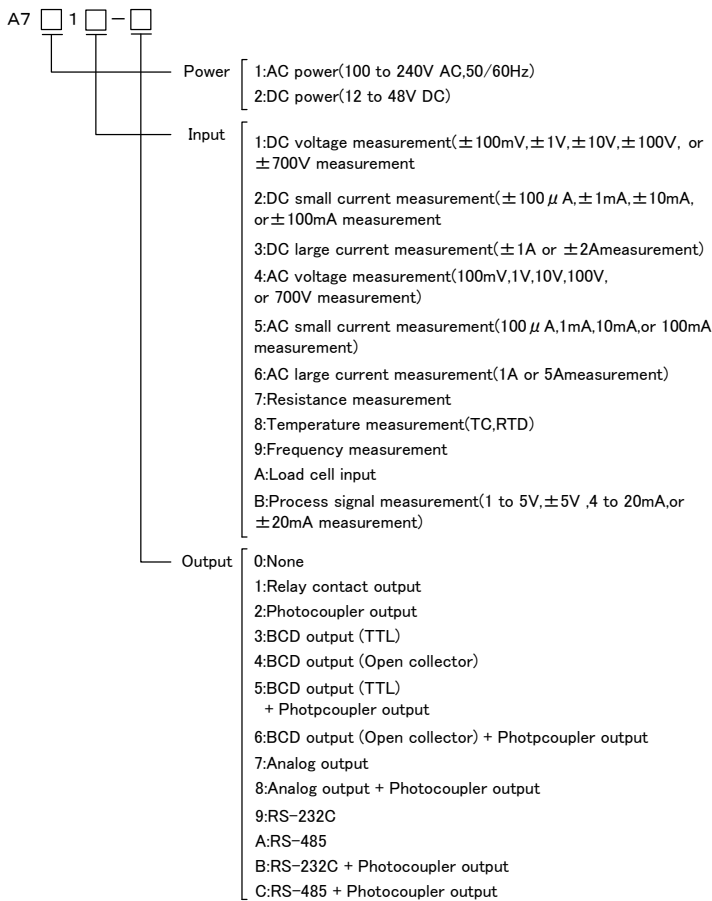 A7 □ 1 □－□
Power
1:AC power(100 to 240V AC,50/60Hz)
2:DC power(12 to 48V DC)
Input
1:DC voltage measurement(±100mV,±1V,±10V,±100V, or
±700V measurement
2:DC small current measurement(±100μA,±1mA,±10mA,
or±100mA measurement
3:DC large current measurement(±1A or ±2Ameasurement)
4:AC voltage measurement(100mV,1V,10V,100V,
or 700V measurement)
5:AC small current measurement(100μA,1mA,10mA,or 100mA
measurement)
6:AC large current measurement(1A or 5Ameasurement)
7:Resistance measurement
8:Temperature measurement(TC,RTD)
9:Frequency measurement
A:Load cell input
B:Process signal measurement(1 to 5V,±5V ,4 to 20mA,or
±20mA measurement)
Output
0:None
1:Relay contact output
2:Photocoupler output
3:BCD output (TTL)
4:BCD output (Open collector)
5:BCD output (TTL)
+ Photpcoupler output
6:BCD output (Open collector) + Photpcoupler output
7:Analog output
8:Analog output + Photocoupler output
9:RS-232C
A:RS-485
B:RS-232C + Photocoupler output
C:RS-485 + Photocoupler output